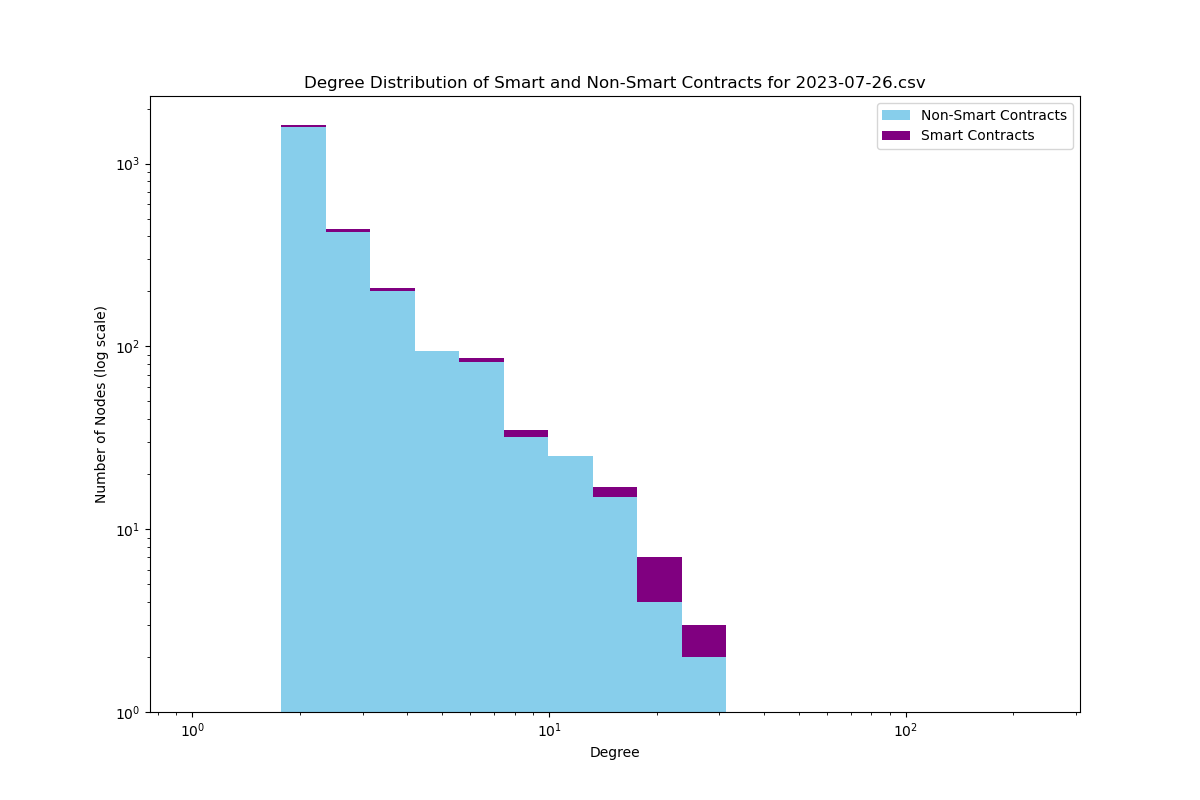 Degree Distribution of Smart and Non-Smart Contracts for 2023-07-26.csv
Non-Smart Contracts
Smart Contracts
Number of Nodes (log scale)
10³
10²
10¹
10⁰
10⁰ 10¹ 10²
Degree